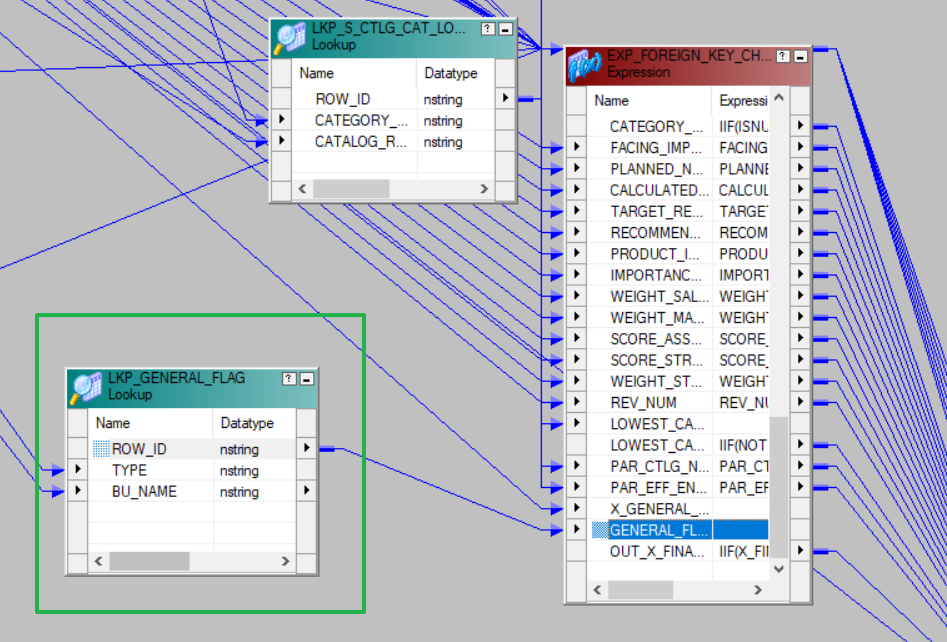 LKP_S_CTLG_CAT_LO...
Lookup
Name Datatype
ROW_ID nstring
CATEGORY_... nstring
CATALOG_R... nstring
EXP_FOREIGN_KEY_CH...
Expression
Name Expressi
CATEGORY_... IIF(ISNU
FACING_IMP... FACING
PLANNED_N... PLANNE
CALCULATED... CALCUL
TARGET_RE... TARGET
RECOMMEN... RECOM
PRODUCT_I... PRODU
IMPORTANC... IMPORT
WEIGHT_SAL... WEIGHT
WEIGHT_MA... WEIGH
SCORE_ASS... SCORE_
SCORE_STR... SCORE_
WEIGHT_ST... WEIGHT
REV_NUM REV_NU
LOWEST_CA...
LOWEST_CA... IIF(NOT
PAR_CTLG_N... PAR_CT
PAR_EFF_EN... PAR_EF
X_GENERAL_...
GENERAL_FL...
OUT_X_FINA... IIF(X_FI
LKP_GENERAL_FLAG
Lookup
Name Datatype
ROW_ID nstring
TYPE nstring
BU_NAME nstring